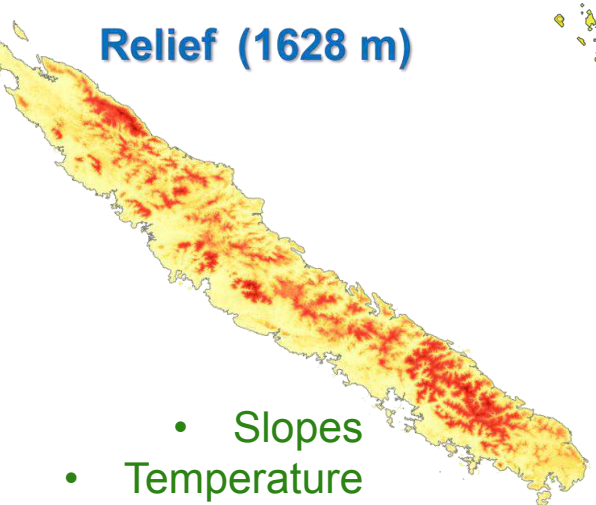 Relief (1628 m)
• Slopes
• Temperature